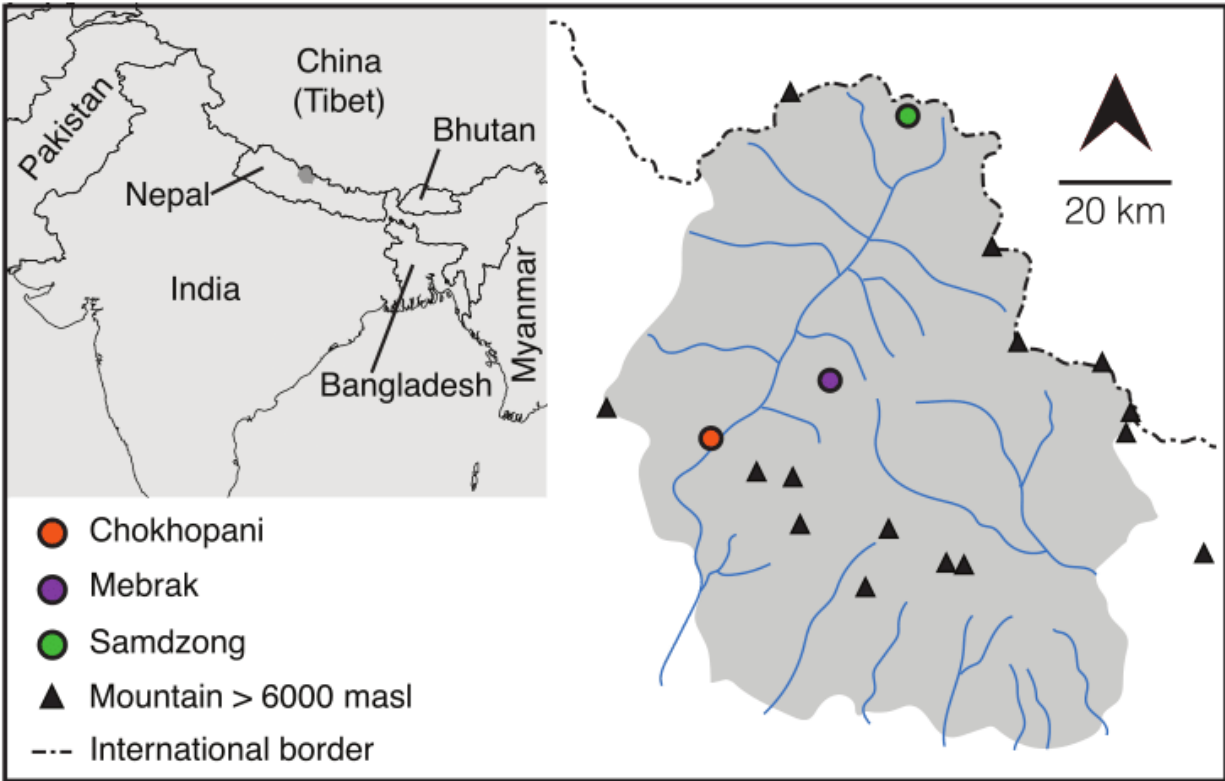 China
(Tibet)
Pakistan
Bhutan
Nepal
India
Myanmar
Bangladesh
20 km
Chokhopani
Mebrak
Samdzong
Mountain > 6000 masl
International border